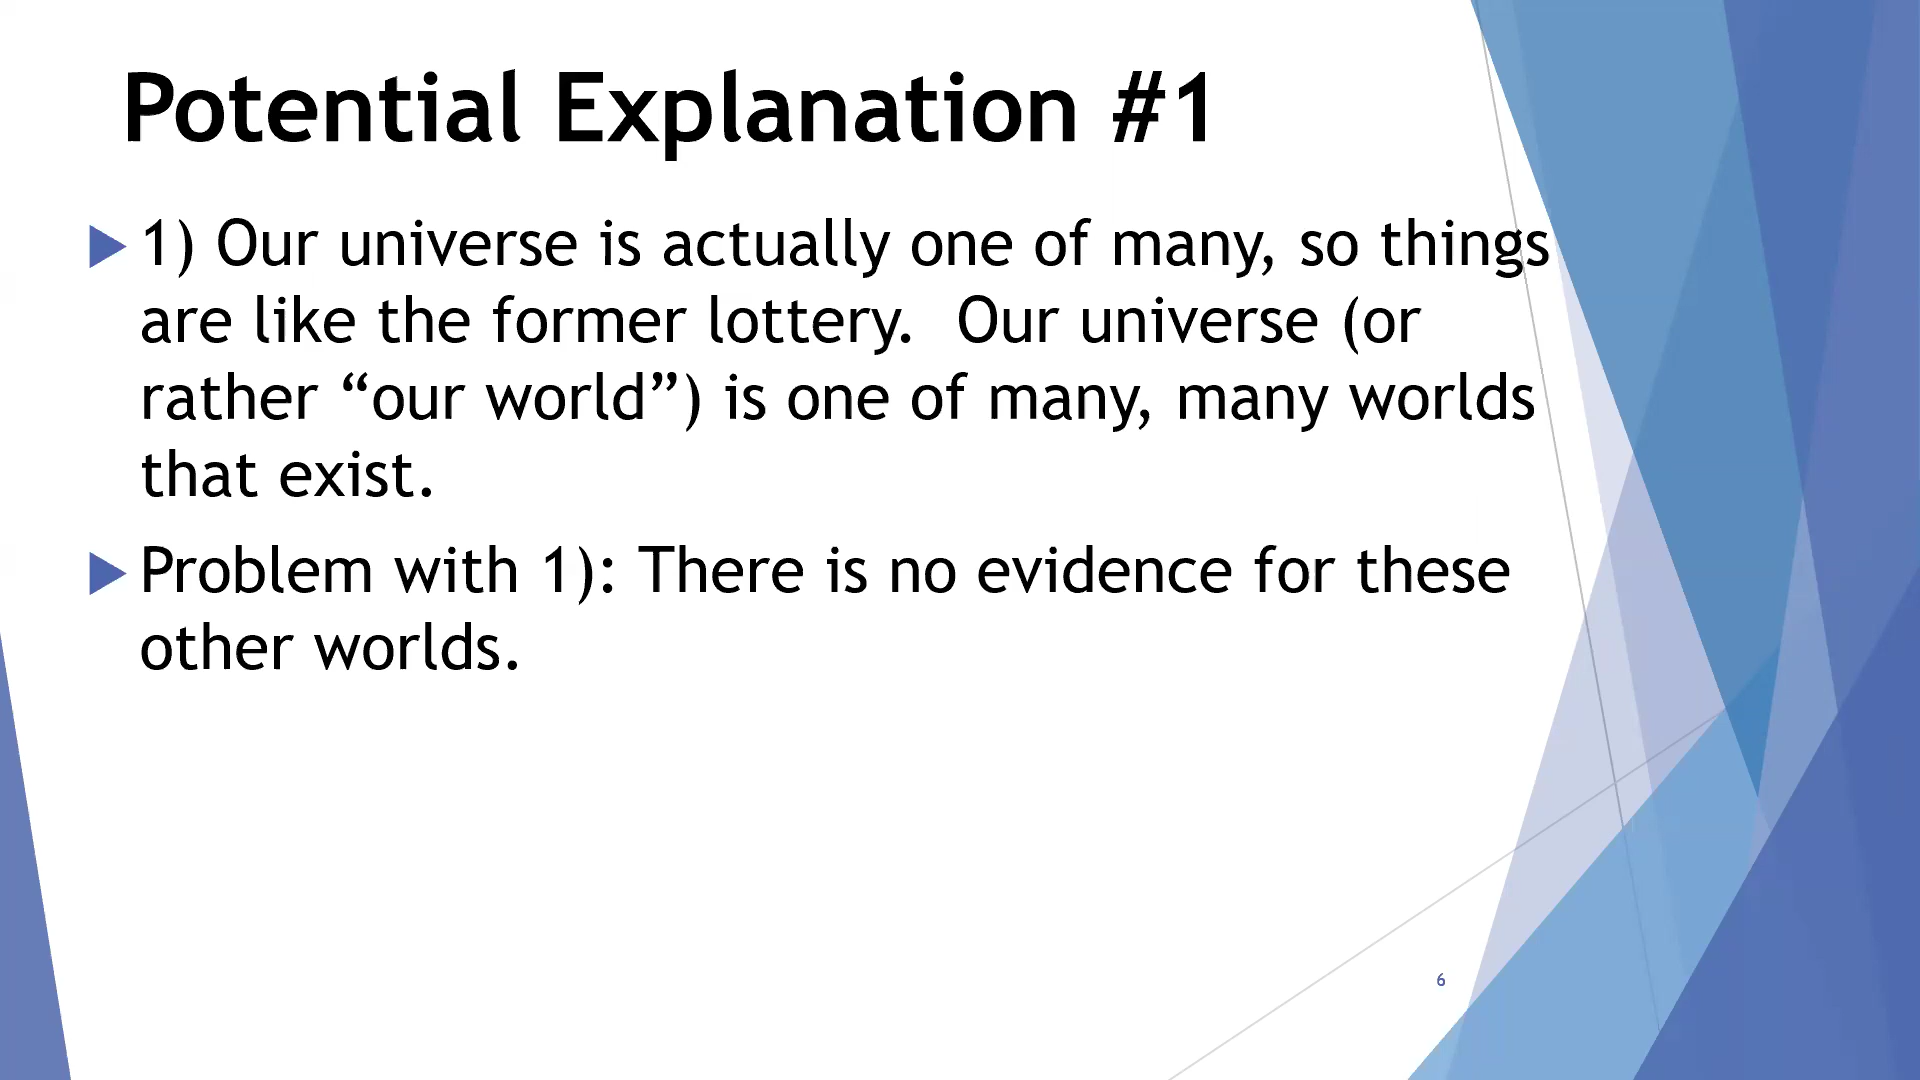 Potential Explanation #1
1) Our universe is actually one of many, so things
are like the former lottery.  Our universe (or
rather “our world”) is one of many, many worlds
that exist.
Problem with 1): There is no evidence for these
other worlds.
6